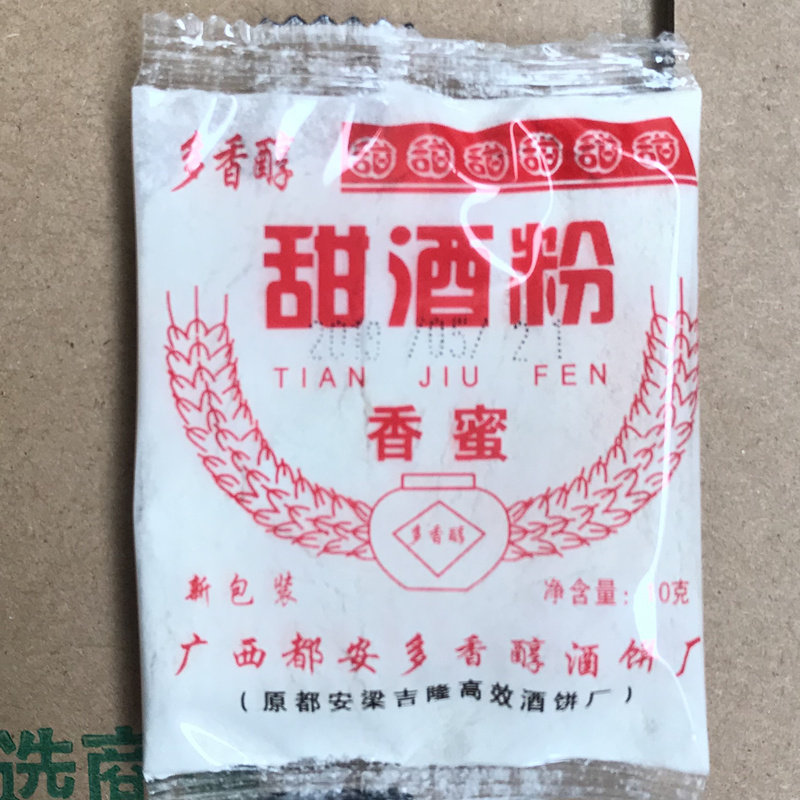 多香醇
甜 甜 甜 甜 甜 甜
甜酒粉
TIAN JIU FEN
香蜜
多香醇
新包装
净含量：10克
广西都安多香醇酒饼厂
（原都安梁吉隆高效酒饼厂）
选商